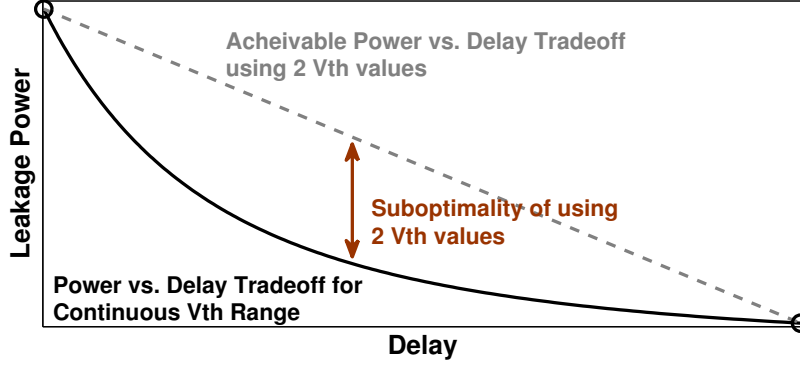 Acheivable Power vs. Delay Tradeoff
using 2 Vth values
Leakage Power
Suboptimality of using
2 Vth values
Power vs. Delay Tradeoff for
Continuous Vth Range
Delay